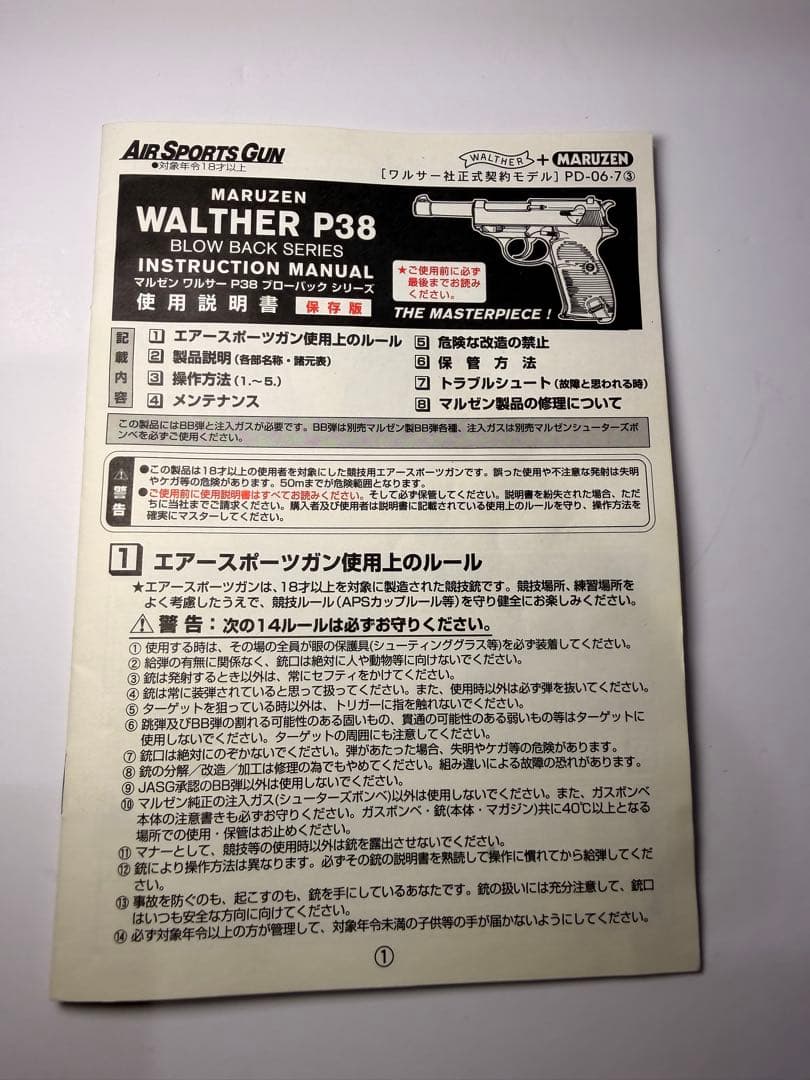 AIR SPORTS GUN
●対象年令18才以上
WALTHER + MARUZEN
[ワルサー社正式契約モデル] PD-06・7③
MARUZEN
WALTHER P38
BLOW BACK SERIES
INSTRUCTION MANUAL
マルゼン ワルサー P38 ブローバック シリーズ
使用説明書 保存版
★ご使用前に必ず
最後までお読み
ください。
THE MASTERPIECE !
記載内容
1 エアースポーツガン使用上のルール
2 製品説明(各部名称・諸元表)
3 操作方法(1.〜5.)
4 メンテナンス
5 危険な改造の禁止
6 保管方法
7 トラブルシュート(故障と思われる時)
8 マルゼン製品の修理について
この製品にはBB弾と注入ガスが必要です。BB弾は別売マルゼン製BB弾各種、注入ガスは別売マルゼンシューターズボ
ンベを必ずご使用ください。
警告
●この製品は18才以上の使用者を対象にした競技用エアースポーツガンです。誤った使用や不注意な発射は失明
やケガ等の危険があります。50mまでが危険範囲となります。
●ご使用前に使用説明書はすべてお読みください。そして必ず保管してください。説明書を紛失された場合、ただ
ちに当社までご請求ください。購入者及び使用者は説明書に記載されている使用上のルールを守り、操作方法を
確実にマスターしてください。
1 エアースポーツガン使用上のルール
★エアースポーツガンは、18才以上を対象に製造された競技銃です。競技場所、練習場所を
よく考慮したうえで、競技ルール(APSカップルール等)を守り健全にお楽しみください。
警告：次の14ルールは必ずお守りください。
① 使用する時は、その場の全員が眼の保護具(シューティンググラス等)を必ず装着してください。
② 給弾の有無に関係なく、銃口は絶対に人や動物等に向けないでください。
③ 銃は発射するとき以外は、常にセフティをかけてください。
④ 銃は常に装弾されていると思って扱ってください。また、使用時以外は必ず弾を抜いてください。
⑤ ターゲットを狙っている時以外は、トリガーに指を触れないでください。
⑥ 跳弾及びBB弾の割れる可能性のある固いもの、貫通の可能性のある弱いもの等はターゲットに
使用しないでください。ターゲットの周囲にも注意してください。
⑦ 銃口は絶対にのぞかないでください。弾があたった場合、失明やケガ等の危険があります。
⑧ 銃の分解／改造／加工は修理の為でもやめてください。組み違いによる故障の恐れがあります。
⑨ JASG承認のBB弾以外は使用しないでください。
⑩ マルゼン純正の注入ガス(シューターズボンベ)以外は使用しないでください。また、ガスボンベ
本体の注意書きも必ずお守りください。ガスボンベ・銃(本体・マガジン)共に40℃以上となる
場所での使用・保管はお止めください。
⑪ マナーとして、競技等の使用時以外は銃を露出させないでください。
⑫ 銃により操作方法は異なります。必ずその銃の説明書を熟読して操作に慣れてから給弾してくだ
さい。
⑬ 事故を防ぐのも、起こすのも、銃を手にしているあなたです。銃の扱いには充分注意して、銃口
はいつも安全な方向に向けてください。
⑭ 必ず対象年令以上の方が管理して、対象年令未満の子供等の手が届かないようにしてください。
①